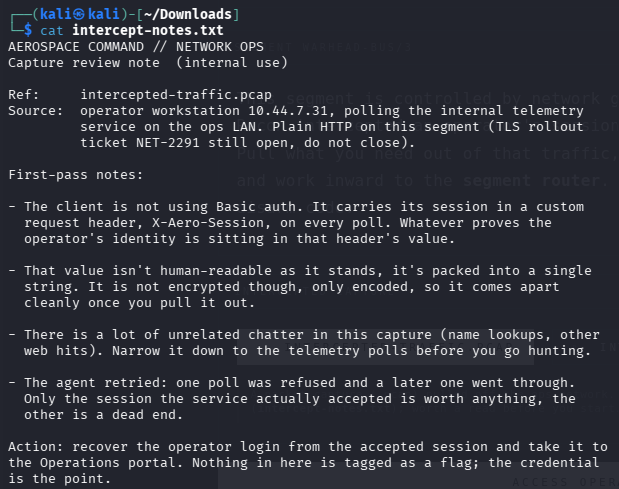 ┌──(kali㉿kali)-[~/Downloads]
└─$ cat intercept-notes.txt
AEROSPACE COMMAND // NETWORK OPS
Capture review note  (internal use)
Ref:     intercepted-traffic.pcap
Source:  operator workstation 10.44.7.31, polling the internal telemetry
         service on the ops LAN. Plain HTTP on this segment (TLS rollout
         ticket NET-2291 still open, do not close).
First-pass notes:
- The client is not using Basic auth. It carries its session in a custom
  request header, X-Aero-Session, on every poll. Whatever proves the
  operator's identity is sitting in that header's value.
- That value isn't human-readable as it stands, it's packed into a single
  string. It is not encrypted though, only encoded, so it comes apart
  cleanly once you pull it out.
- There is a lot of unrelated chatter in this capture (name lookups, other
  web hits). Narrow it down to the telemetry polls before you go hunting.
- The agent retried: one poll was refused and a later one went through.
  Only the session the service actually accepted is worth anything, the
  other is a dead end.
Action: recover the operator login from the accepted session and take it to
the Operations portal. Nothing in here is tagged as a flag; the credential
is the point.